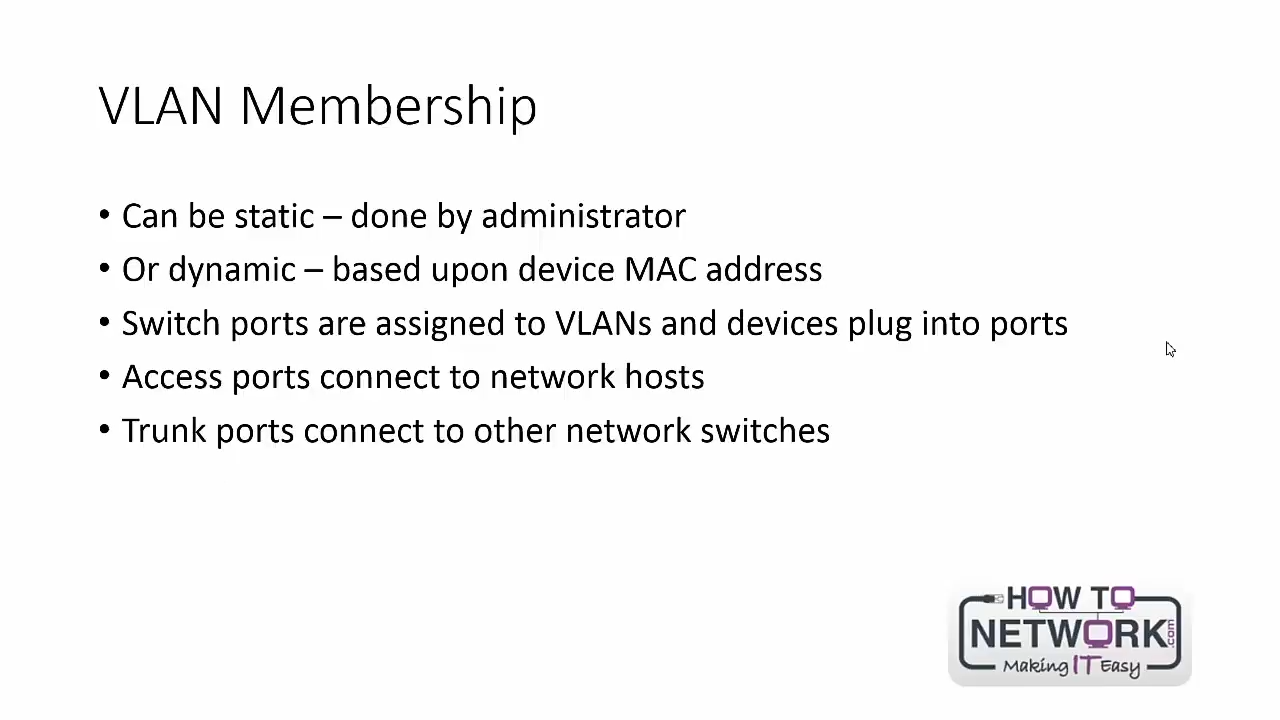 VLAN Membership
• Can be static – done by administrator
• Or dynamic – based upon device MAC address
• Switch ports are assigned to VLANs and devices plug into ports
• Access ports connect to network hosts
• Trunk ports connect to other network switches
HOW TO
NETWORK.com
Making IT Easy